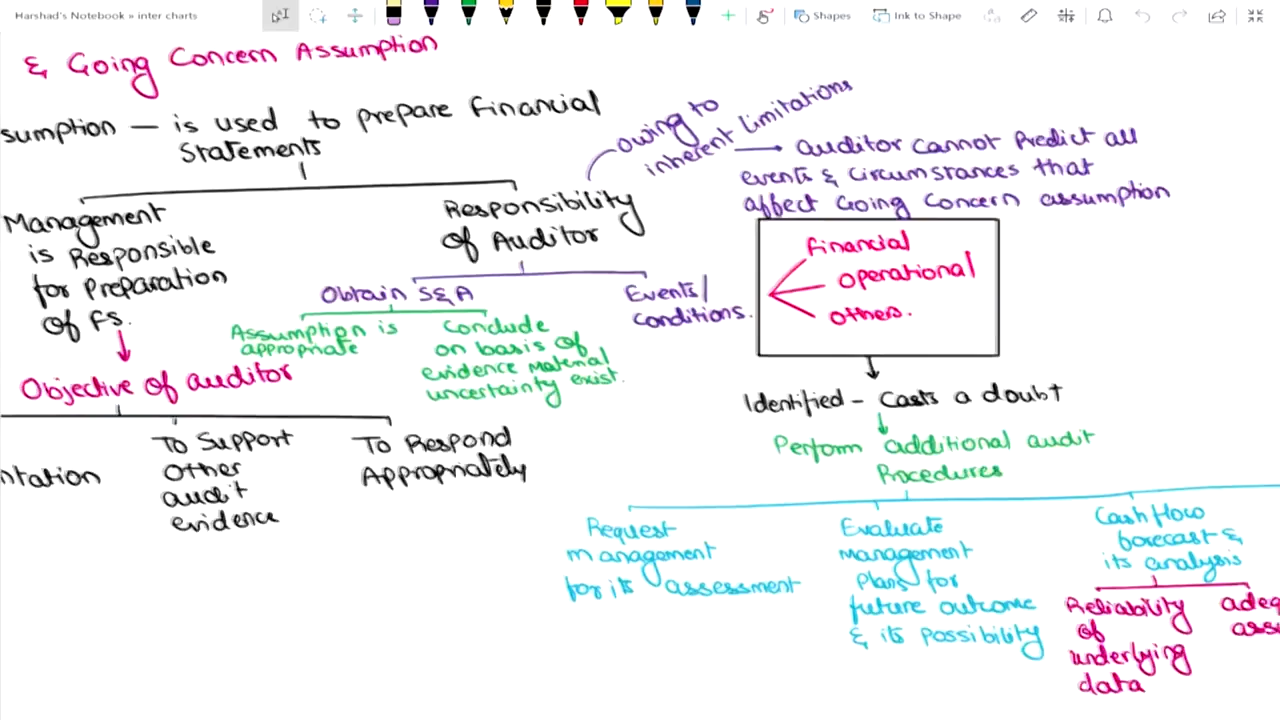 Harshad's Notebook » inter charts
Shapes
Ink to Shape
& Going Concern Assumption
sumption — is used to prepare Financial
Statements
Management
is Responsible
for Preparation
of FS.
Responsibility
of Auditor
owing to
inherent limitations
auditor cannot Predict all
events & circumstances that
affect Going Concern assumption
Financial
operational
others.
Obtain SEA
Events/
conditions.
Assumption is
appropriate
Conclude
on basis of
evidence material
uncertainty exist.
Objective of auditor
ntation
To Support
Other
audit
evidence
To Respond
Appropriately
Identified - Casts a doubt
Perform additional audit
Procedures
Request
management
for its assessment
Evaluate
management
plans for
future outcome
& its possibility
Cash flow
forecast &
its analysis
Reliability
of
underlying
data
adeq
ass